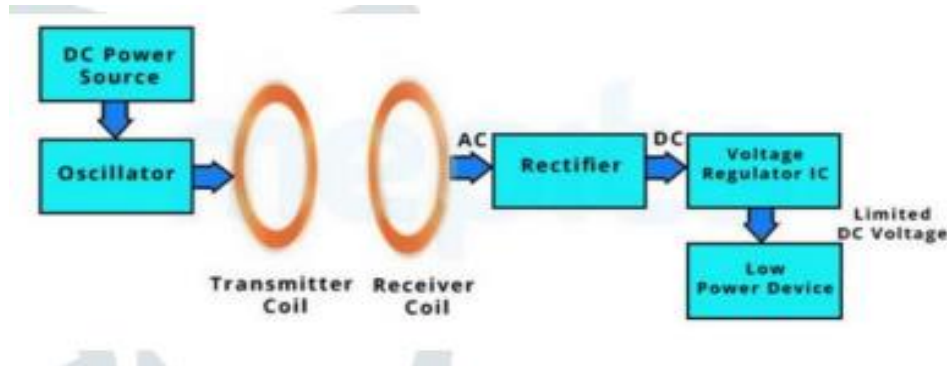 DC Power
Source
Oscillator
Transmitter
Coil
Receiver
Coil
AC
Rectifier
DC
Voltage
Regulator IC
Limited
DC Voltage
Low
Power Device